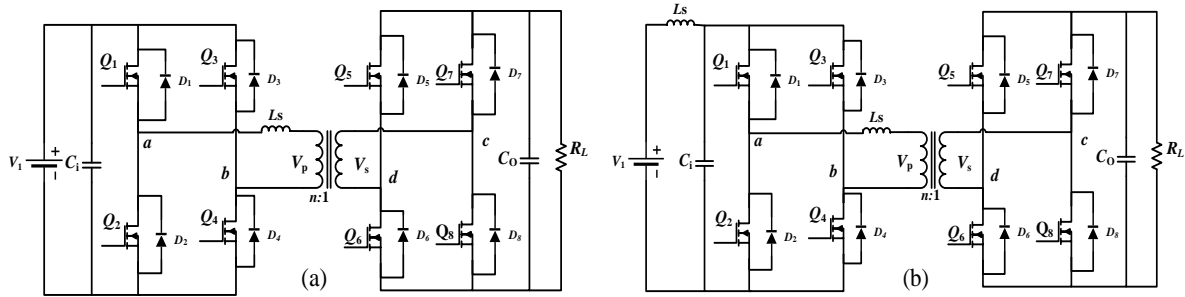 Q1
Q3
D1
D3
Q5
Q7
D5
D7
Ls
a
c
V1
+
−
Ci
Vp
Vs
CO
RL
b
d
n:1
Q2
Q4
D2
D4
Q6
Q8
D6
D8
(a)
Ls
Q1
Q3
D1
D3
Q5
Q7
D5
D7
Ls
a
c
V1
+
−
Ci
Vp
Vs
CO
RL
b
d
n:1
Q2
Q4
D2
D4
Q6
Q8
D6
D8
(b)